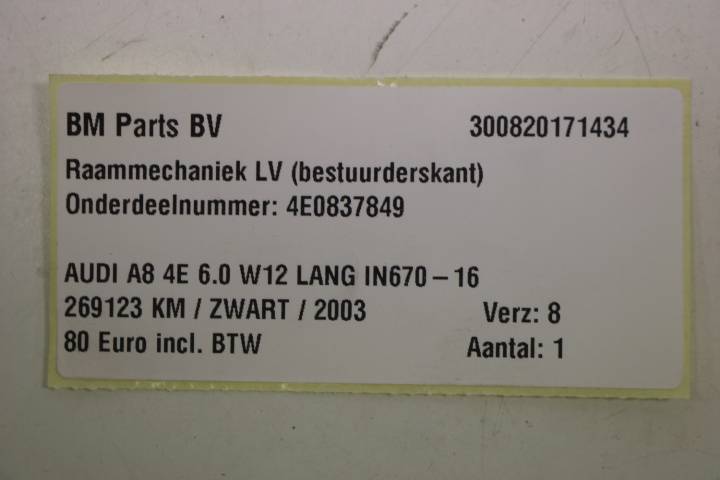 BM Parts BV 300820171434
Raammechaniek LV (bestuurderskant)
Onderdeelnummer: 4E0837849
AUDI A8 4E 6.0 W12 LANG IN670-16
269123 KM / ZWART / 2003 Verz: 8
80 Euro incl. BTW Aantal: 1